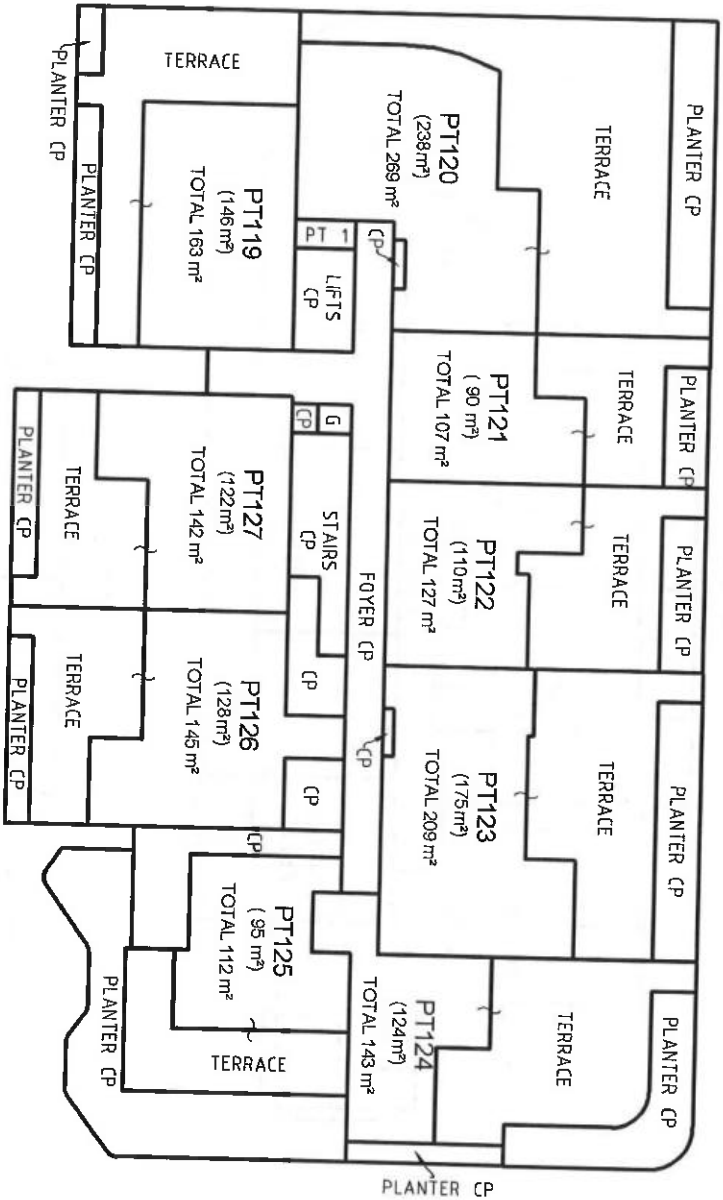 PLANTER CP
TERRACE
PLANTER CP
TERRACE
PLANTER CP
PT119
(146m²)
TOTAL 163 m²
PT120
(238m²)
TOTAL 269 m²
PLANTER CP
PT 1
LIFTS
CP
CP
PT121
( 90 m²)
TOTAL 107 m²
TERRACE
PLANTER
CP
PLANTER CP
TERRACE
PT127
(122m²)
TOTAL 142 m²
CP
G
STAIRS
CP
FOYER CP
PT122
(110m²)
TOTAL 127 m²
TERRACE
PLANTER
CP
PLANTER CP
TERRACE
PT126
(128m²)
TOTAL 145 m²
CP
CP
CP
PT123
(175m²)
TOTAL 209 m²
TERRACE
PLANTER CP
CP
PT125
( 95 m²)
TOTAL 112 m²
TERRACE
PLANTER CP
PT124
(124m²)
TOTAL 143 m²
TERRACE
PLANTER
CP
PLANTER CP